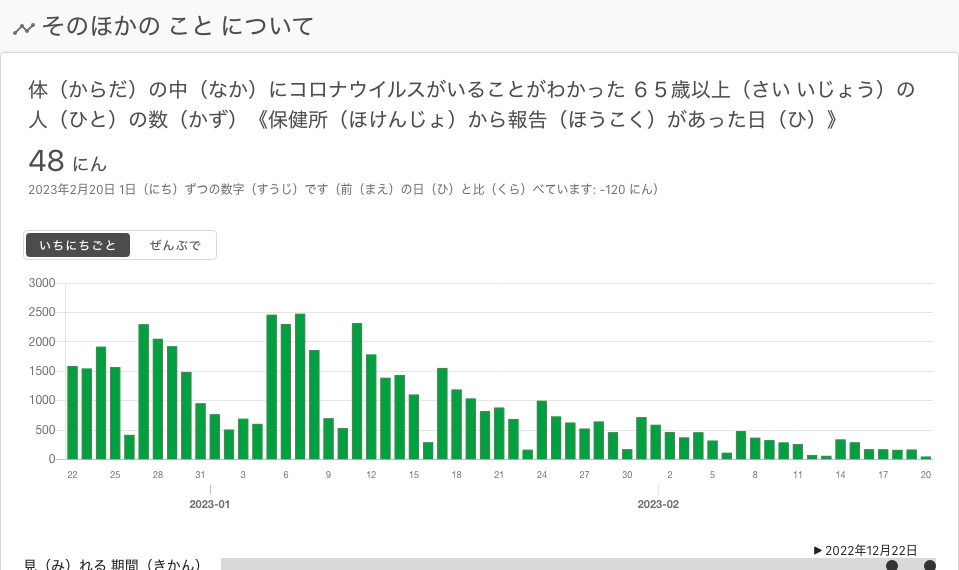 そのほかの こと について
体（からだ）の中（なか）にコロナウイルスがいることがわかった ６５歳以上（さい いじょう）の
人（ひと）の数（かず）《保健所（ほけんじょ）から報告（ほうこく）があった日（ひ）》
48 にん
2023年2月20日 1日（にち）ずつの数字（すうじ）です（前（まえ）の日（ひ）と比（くら）べています: -120 にん）
いちにちごと ぜんぶで
3000
2500
2000
1500
1000
500
0
22 25 28 31 3 6 9 12 15 18 21 24 27 30 2 5 8 11 14 17 20
2023-01 2023-02
▶2022年12月22日
見（み）れる 期間（きかん）